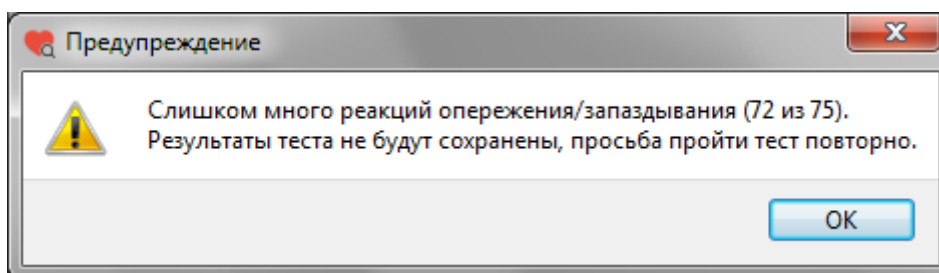 Предупреждение
Слишком много реакций опережения/запаздывания (72 из 75).
Результаты теста не будут сохранены, просьба пройти тест повторно.
OK